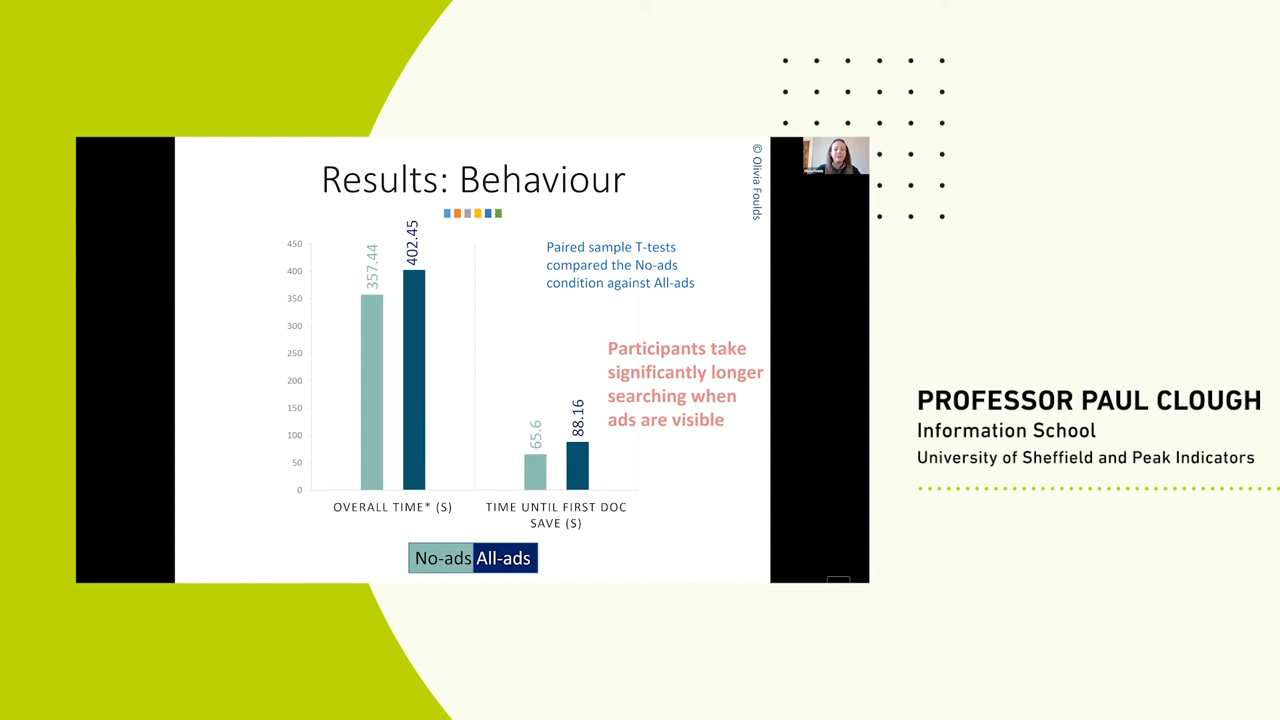 Results: Behaviour
© Olivia Foulds
Olivia Foulds
450
400
350
300
250
200
150
100
50
0
357.44
402.45
65.6
88.16
OVERALL TIME* (S)
TIME UNTIL FIRST DOC
SAVE (S)
No-ads All-ads
Paired sample T-tests
compared the No-ads
condition against All-ads
Participants take
significantly longer
searching when
ads are visible
PROFESSOR PAUL CLOUGH
Information School
University of Sheffield and Peak Indicators